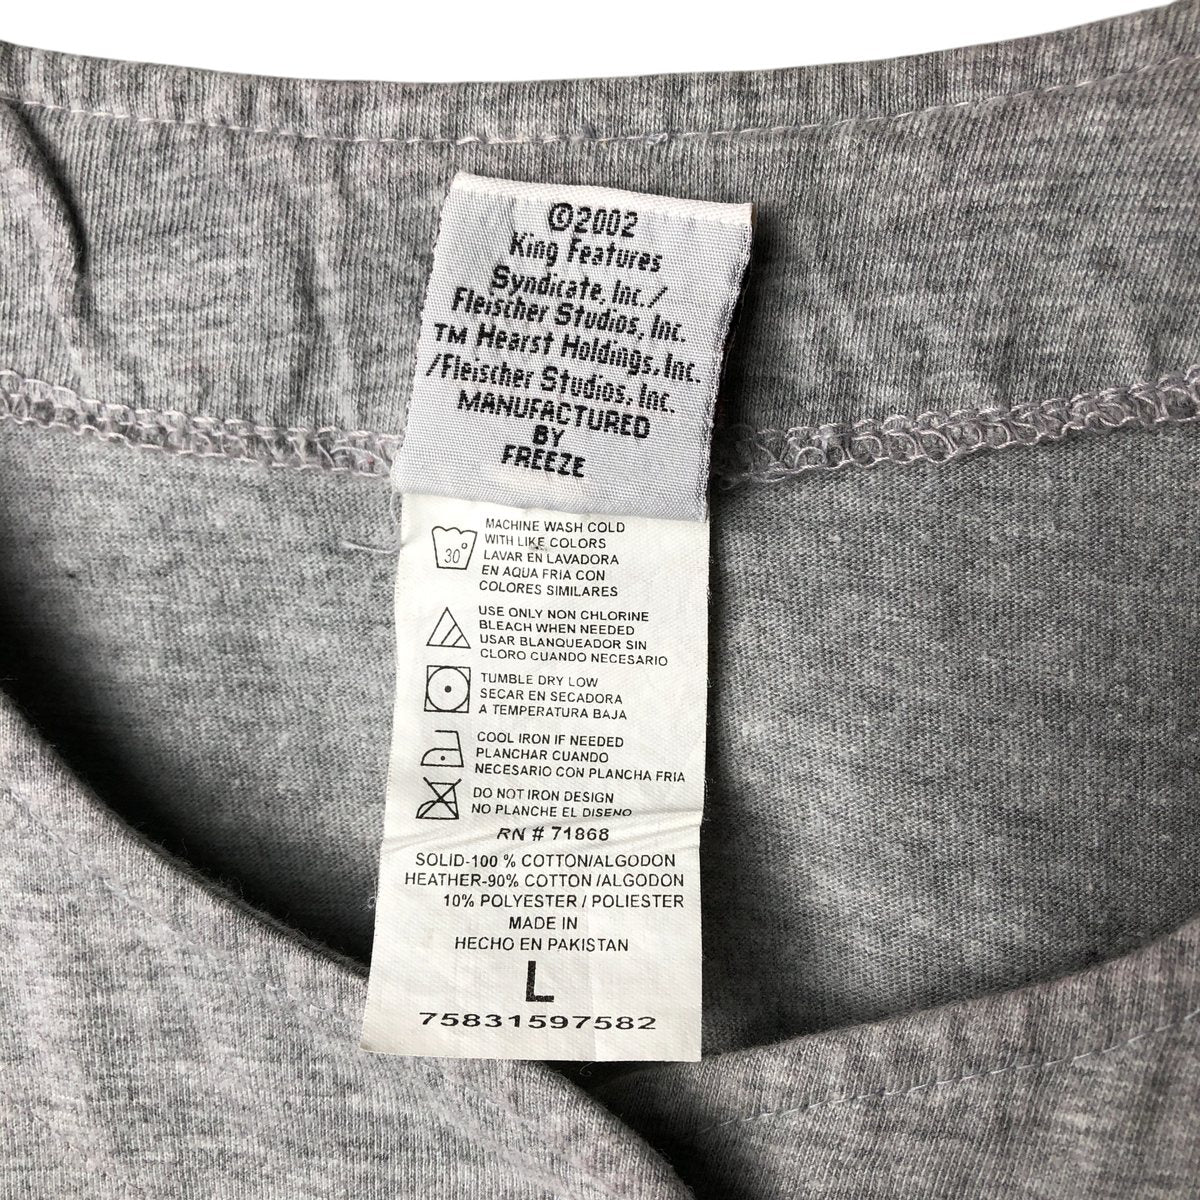 ©2002
King Features
Syndicate, Inc./
Fleischer Studios, Inc.
TM Hearst Holdings, Inc.
/Fleischer Studios, Inc.
MANUFACTURED
BY
FREEZE
30°
MACHINE WASH COLD
WITH LIKE COLORS
LAVAR EN LAVADORA
EN AQUA FRIA CON
COLORES SIMILARES
USE ONLY NON CHLORINE
BLEACH WHEN NEEDED
USAR BLANQUEADOR SIN
CLORO CUANDO NECESARIO
TUMBLE DRY LOW
SECAR EN SECADORA
A TEMPERATURA BAJA
COOL IRON IF NEEDED
PLANCHAR CUANDO
NECESARIO CON PLANCHA FRIA
DO NOT IRON DESIGN
NO PLANCHE EL DISENO
RN # 71868
SOLID-100 % COTTON/ALGODON
HEATHER-90% COTTON /ALGODON
10% POLYESTER / POLIESTER
MADE IN
HECHO EN PAKISTAN
L
75831597582